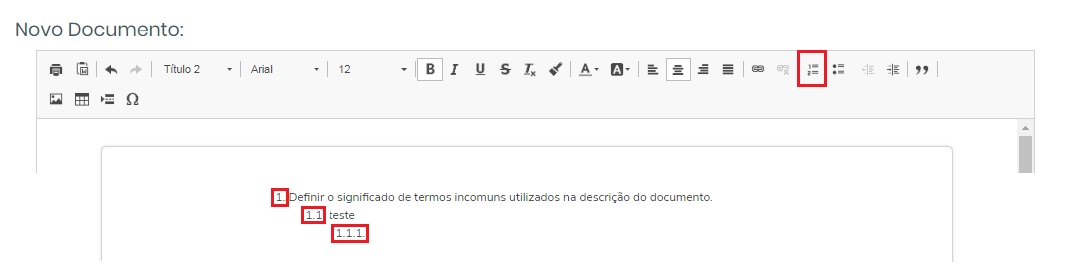 Novo Documento:
Título 2 Arial 12 B I U S Tx A A
Ω
1. Definir o significado de termos incomuns utilizados na descrição do documento.
1.1 teste
1.1.1.